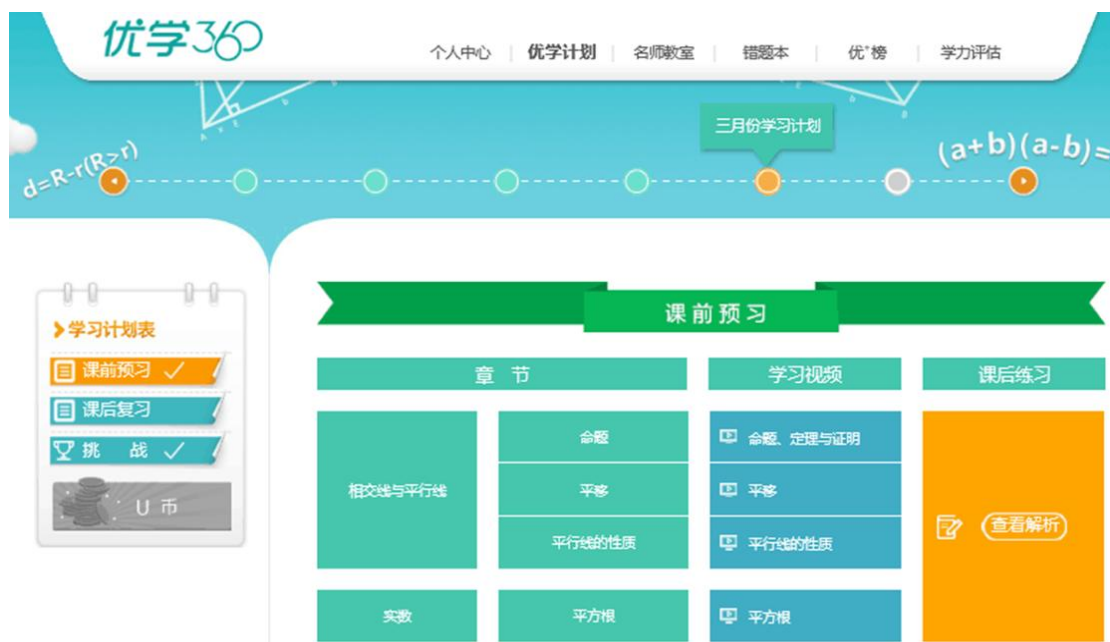 优学360
个人中心 | 优学计划 | 名师教室 | 错题本 | 优+榜 | 学力评估
三月份学习计划
d=R-r(R>r)
(a+b)(a-b)=
学习计划表
课前预习
课后复习
挑 战
U 币
课前预习
章 节 学习视频 课后练习
相交线与平行线
命题 命题、定理与证明
平移 平移
平行线的性质 平行线的性质
查看解析
实数 平方根 平方根